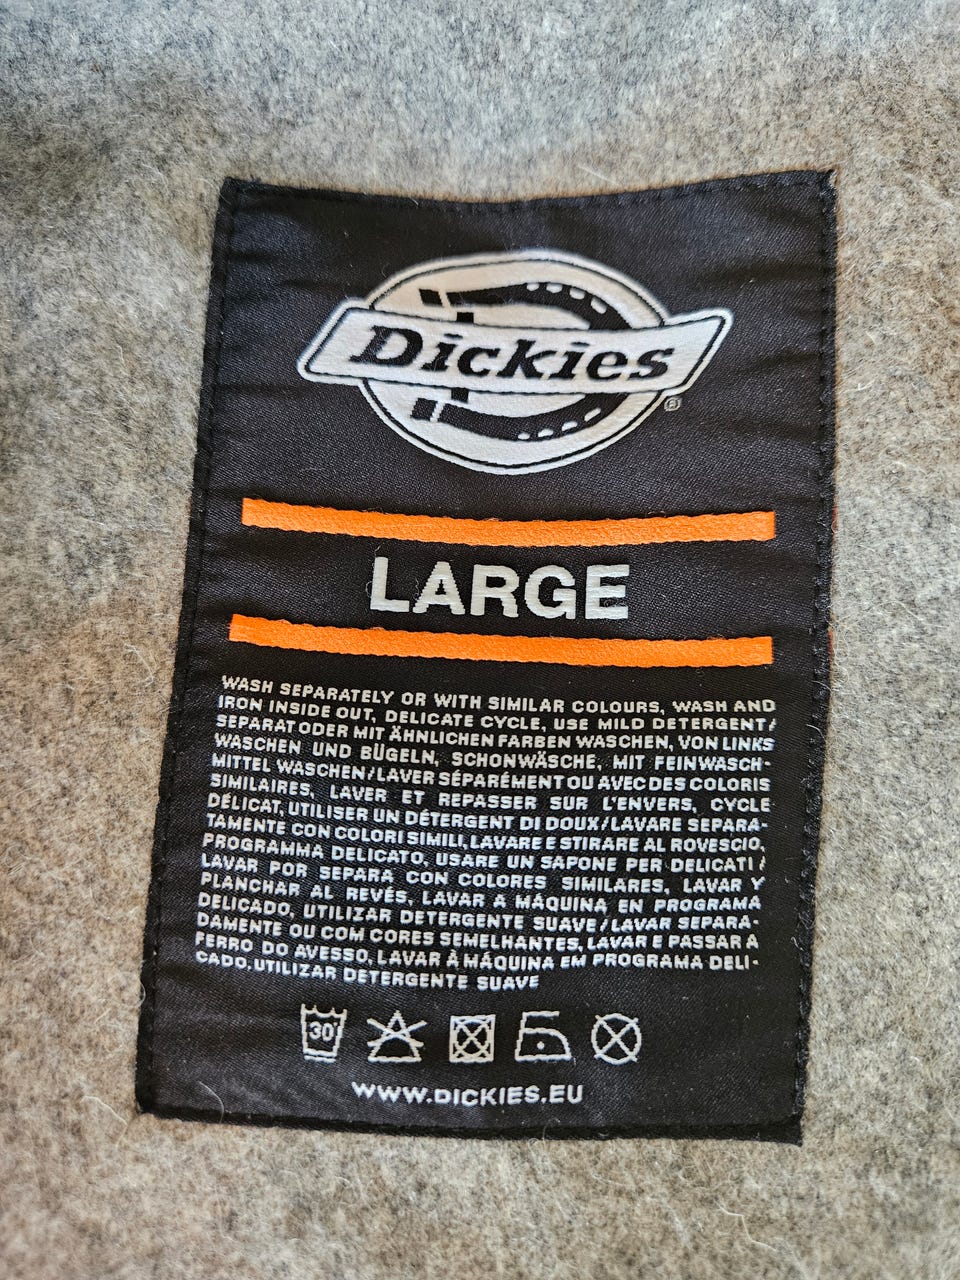 Dickies
®
LARGE
WASH SEPARATELY OR WITH SIMILAR COLOURS, WASH AND
IRON INSIDE OUT, DELICATE CYCLE, USE MILD DETERGENT/
SEPARAT ODER MIT ÄHNLICHEN FARBEN WASCHEN, VON LINKS
WASCHEN UND BÜGELN, SCHONWÄSCHE, MIT FEINWASCH-
MITTEL WASCHEN/LAVER SÉPARÉMENT OU AVEC DES COLORIS
SIMILAIRES, LAVER ET REPASSER SUR L'ENVERS, CYCLE
DÉLICAT, UTILISER UN DÉTERGENT DI DOUX/LAVARE SEPARA-
TAMENTE CON COLORI SIMILI, LAVARE E STIRARE AL ROVESCIO,
PROGRAMMA DELICATO, USARE UN SAPONE PER DELICATI/
LAVAR POR SEPARA CON COLORES SIMILARES, LAVAR Y
PLANCHAR AL REVÉS, LAVAR A MÁQUINA EN PROGRAMA
DELICADO, UTILIZAR DETERGENTE SUAVE/LAVAR SEPARA-
DAMENTE OU COM CORES SEMELHANTES, LAVAR E PASSAR A
FERRO DO AVESSO, LAVAR À MÁQUINA EM PROGRAMA DELI-
CADO, UTILIZAR DETERGENTE SUAVE
30
WWW.DICKIES.EU